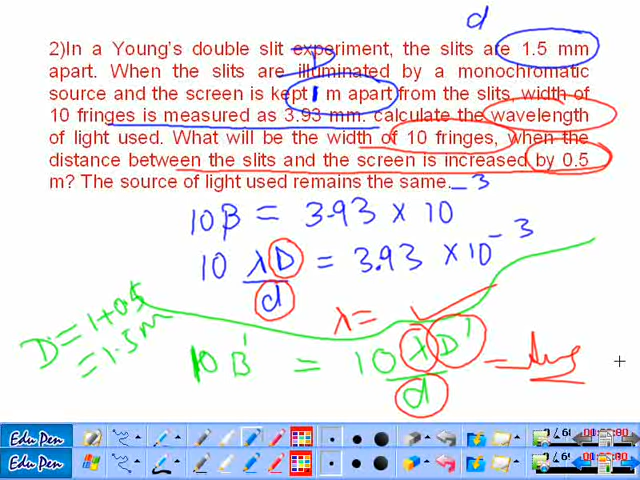 d
2)In a Young's double slit experiment, the slits are 1.5 mm
apart. When the slits are illuminated by a monochromatic
source and the screen is kept 1 m apart from the slits, width of
10 fringes is measured as 3.93 mm. calculate the wavelength
of light used. What will be the width of 10 fringes, when the
distance between the slits and the screen is increased by 0.5
m? The source of light used remains the same.
10β = 3.93 × 10⁻³
10 λD/d = 3.93 × 10⁻³
D' = 1+0.5
= 1.5m
λ = ✓
10β' = 10 λD'/d = Ans
Edu Pen
Edu Pen